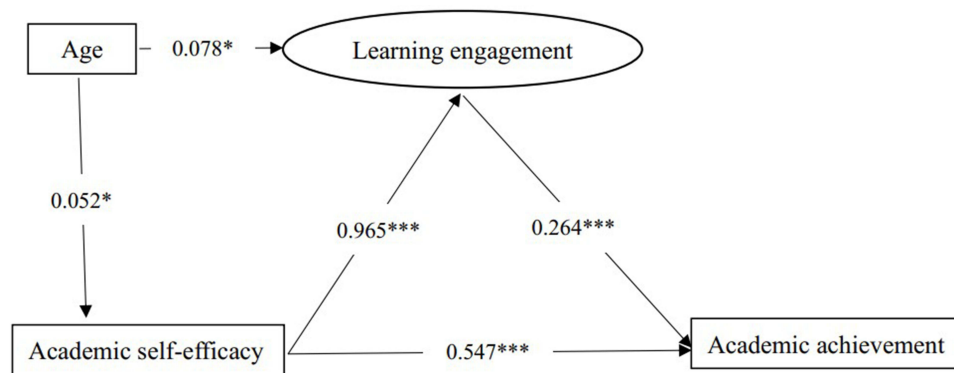 Age
0.078*
Learning engagement
0.052*
0.965***
0.264***
Academic self-efficacy
0.547***
Academic achievement